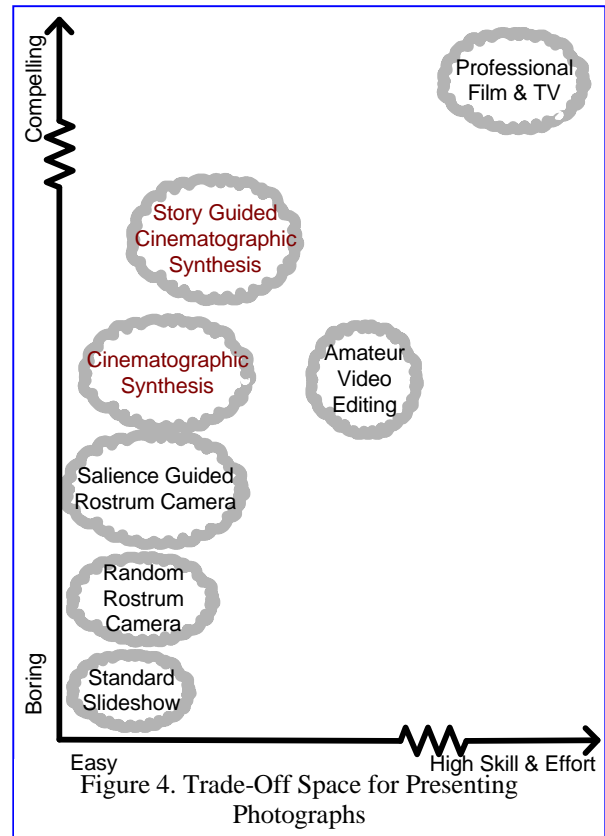 Compelling
Professional
Film & TV
Story Guided
Cinematographic
Synthesis
Cinematographic
Synthesis
Amateur
Video
Editing
Salience Guided
Rostrum Camera
Random
Rostrum
Camera
Standard
Slideshow
Boring
Easy
High Skill & Effort
Figure 4. Trade-Off Space for Presenting
Photographs